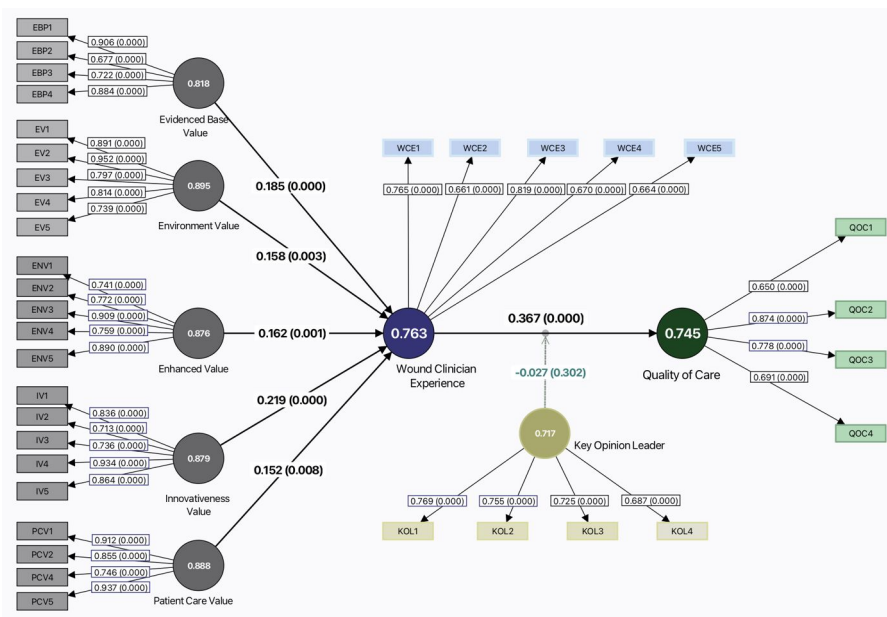 EBP1
EBP2
EBP3
EBP4
0.906 (0.000)
0.677 (0.000)
0.722 (0.000)
0.884 (0.000)
0.818
Evidenced Base
Value
EV1
EV2
EV3
EV4
EV5
0.891 (0.000)
0.952 (0.000)
0.797 (0.000)
0.814 (0.000)
0.739 (0.000)
0.895
Environment Value
ENV1
ENV2
ENV3
ENV4
ENV5
0.741 (0.000)
0.772 (0.000)
0.909 (0.000)
0.759 (0.000)
0.890 (0.000)
0.876
Enhanced Value
IV1
IV2
IV3
IV4
IV5
0.836 (0.000)
0.713 (0.000)
0.736 (0.000)
0.934 (0.000)
0.864 (0.000)
0.879
Innovativeness
Value
PCV1
PCV2
PCV4
PCV5
0.912 (0.000)
0.855 (0.000)
0.746 (0.000)
0.937 (0.000)
0.888
Patient Care Value
0.185 (0.000)
0.158 (0.003)
0.162 (0.001)
0.219 (0.000)
0.152 (0.008)
WCE1
WCE2
WCE3
WCE4
WCE5
0.765 (0.000)
0.661 (0.000)
0.819 (0.000)
0.670 (0.000)
0.664 (0.000)
0.763
Wound Clinician
Experience
0.367 (0.000)
-0.027 (0.302)
0.717
Key Opinion Leader
0.769 (0.000)
0.755 (0.000)
0.725 (0.000)
0.687 (0.000)
KOL1
KOL2
KOL3
KOL4
0.745
Quality of Care
0.650 (0.000)
0.874 (0.000)
0.778 (0.000)
0.691 (0.000)
QOC1
QOC2
QOC3
QOC4